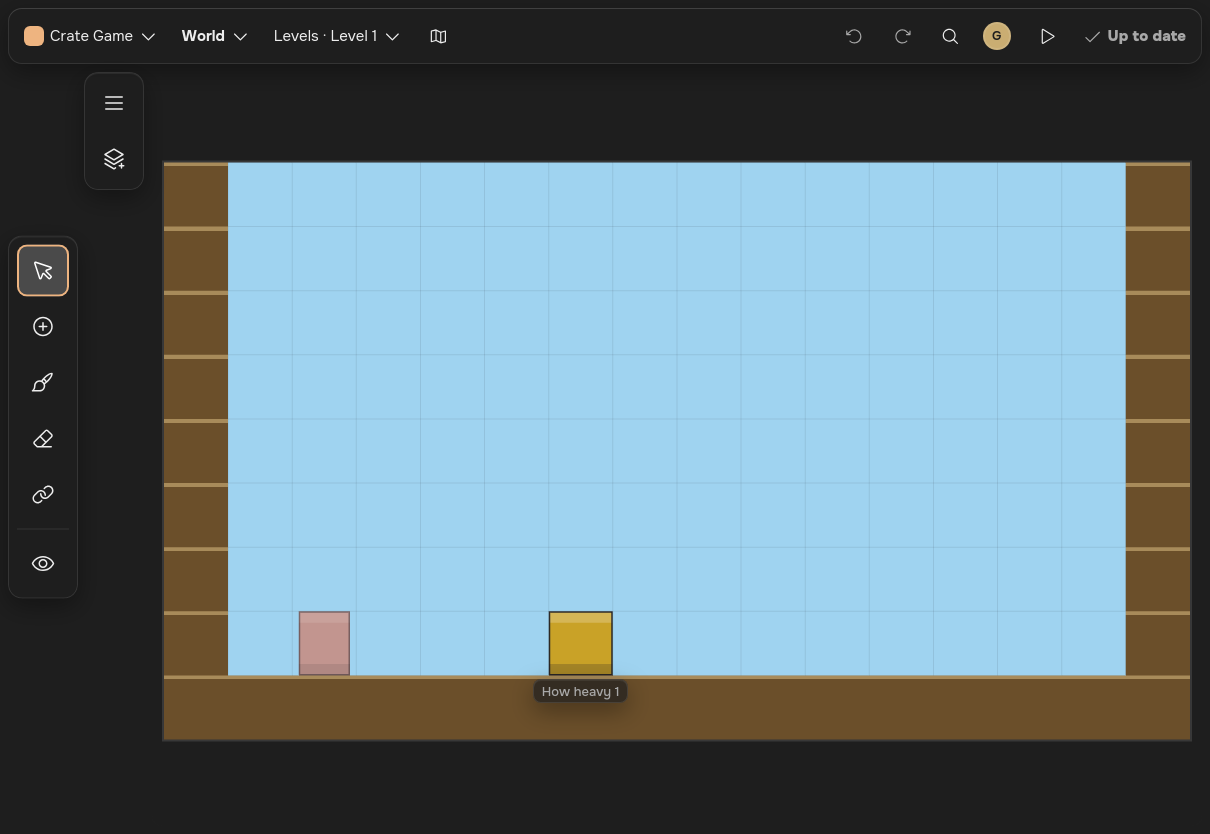 Crate Game
World
Levels · Level 1
G
Up to date
How heavy 1